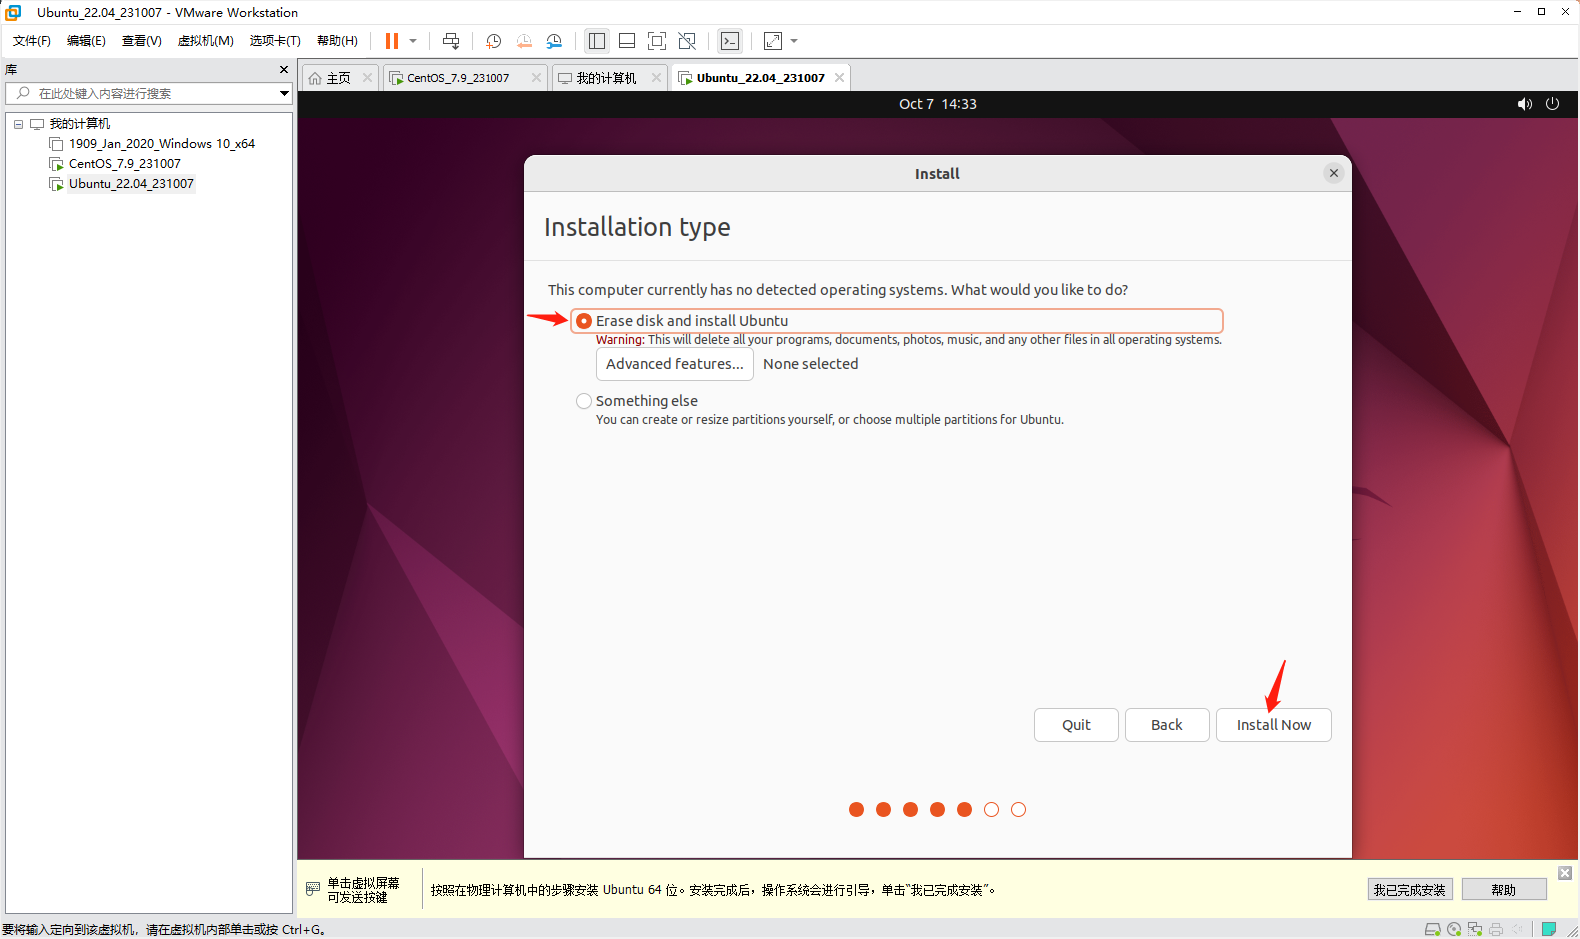 Ubuntu_22.04_231007 - VMware Workstation
文件(F) 编辑(E) 查看(V) 虚拟机(M) 选项卡(T) 帮助(H)
库
在此处键入内容进行搜索
我的计算机
1909_Jan_2020_Windows 10_x64
CentOS_7.9_231007
Ubuntu_22.04_231007
主页 CentOS_7.9_231007 我的计算机 Ubuntu_22.04_231007
Oct 7 14:33
Install
Installation type
This computer currently has no detected operating systems. What would you like to do?
Erase disk and install Ubuntu
Warning: This will delete all your programs, documents, photos, music, and any other files in all operating systems.
Advanced features... None selected
Something else
You can create or resize partitions yourself, or choose multiple partitions for Ubuntu.
Quit Back Install Now
单击虚拟屏幕
可发送按键
按照在物理计算机中的步骤安装 Ubuntu 64 位。安装完成后，操作系统会进行引导，单击“我已完成安装”。
我已完成安装 帮助
要将输入定向到该虚拟机，请在虚拟机内部单击或按 Ctrl+G。